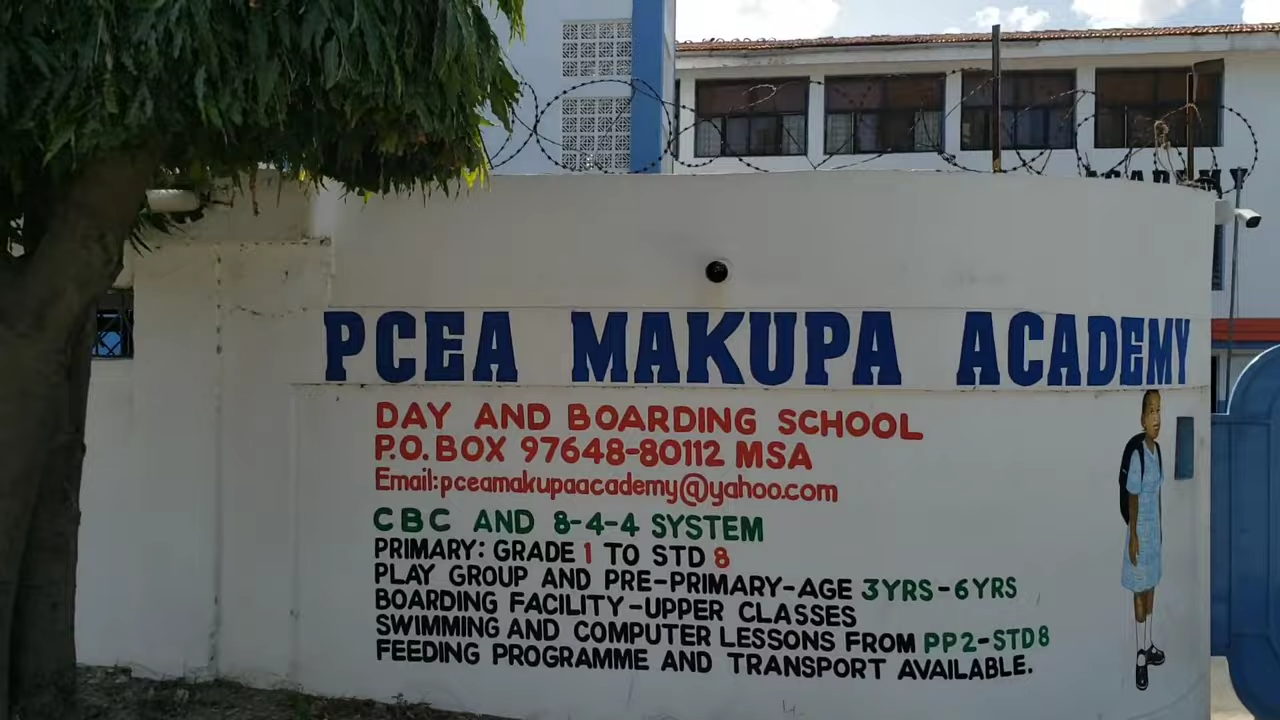 PCEA MAKUPA ACADEMY
DAY AND BOARDING SCHOOL
P.O. BOX 97648-80112 MSA
Email:pceamakupaacademy@yahoo.com
CBC AND 8-4-4 SYSTEM
PRIMARY: GRADE 1 TO STD 8
PLAY GROUP AND PRE-PRIMARY-AGE 3YRS-6YRS
BOARDING FACILITY-UPPER CLASSES
SWIMMING AND COMPUTER LESSONS FROM PP2-STD8
FEEDING PROGRAMME AND TRANSPORT AVAILABLE.